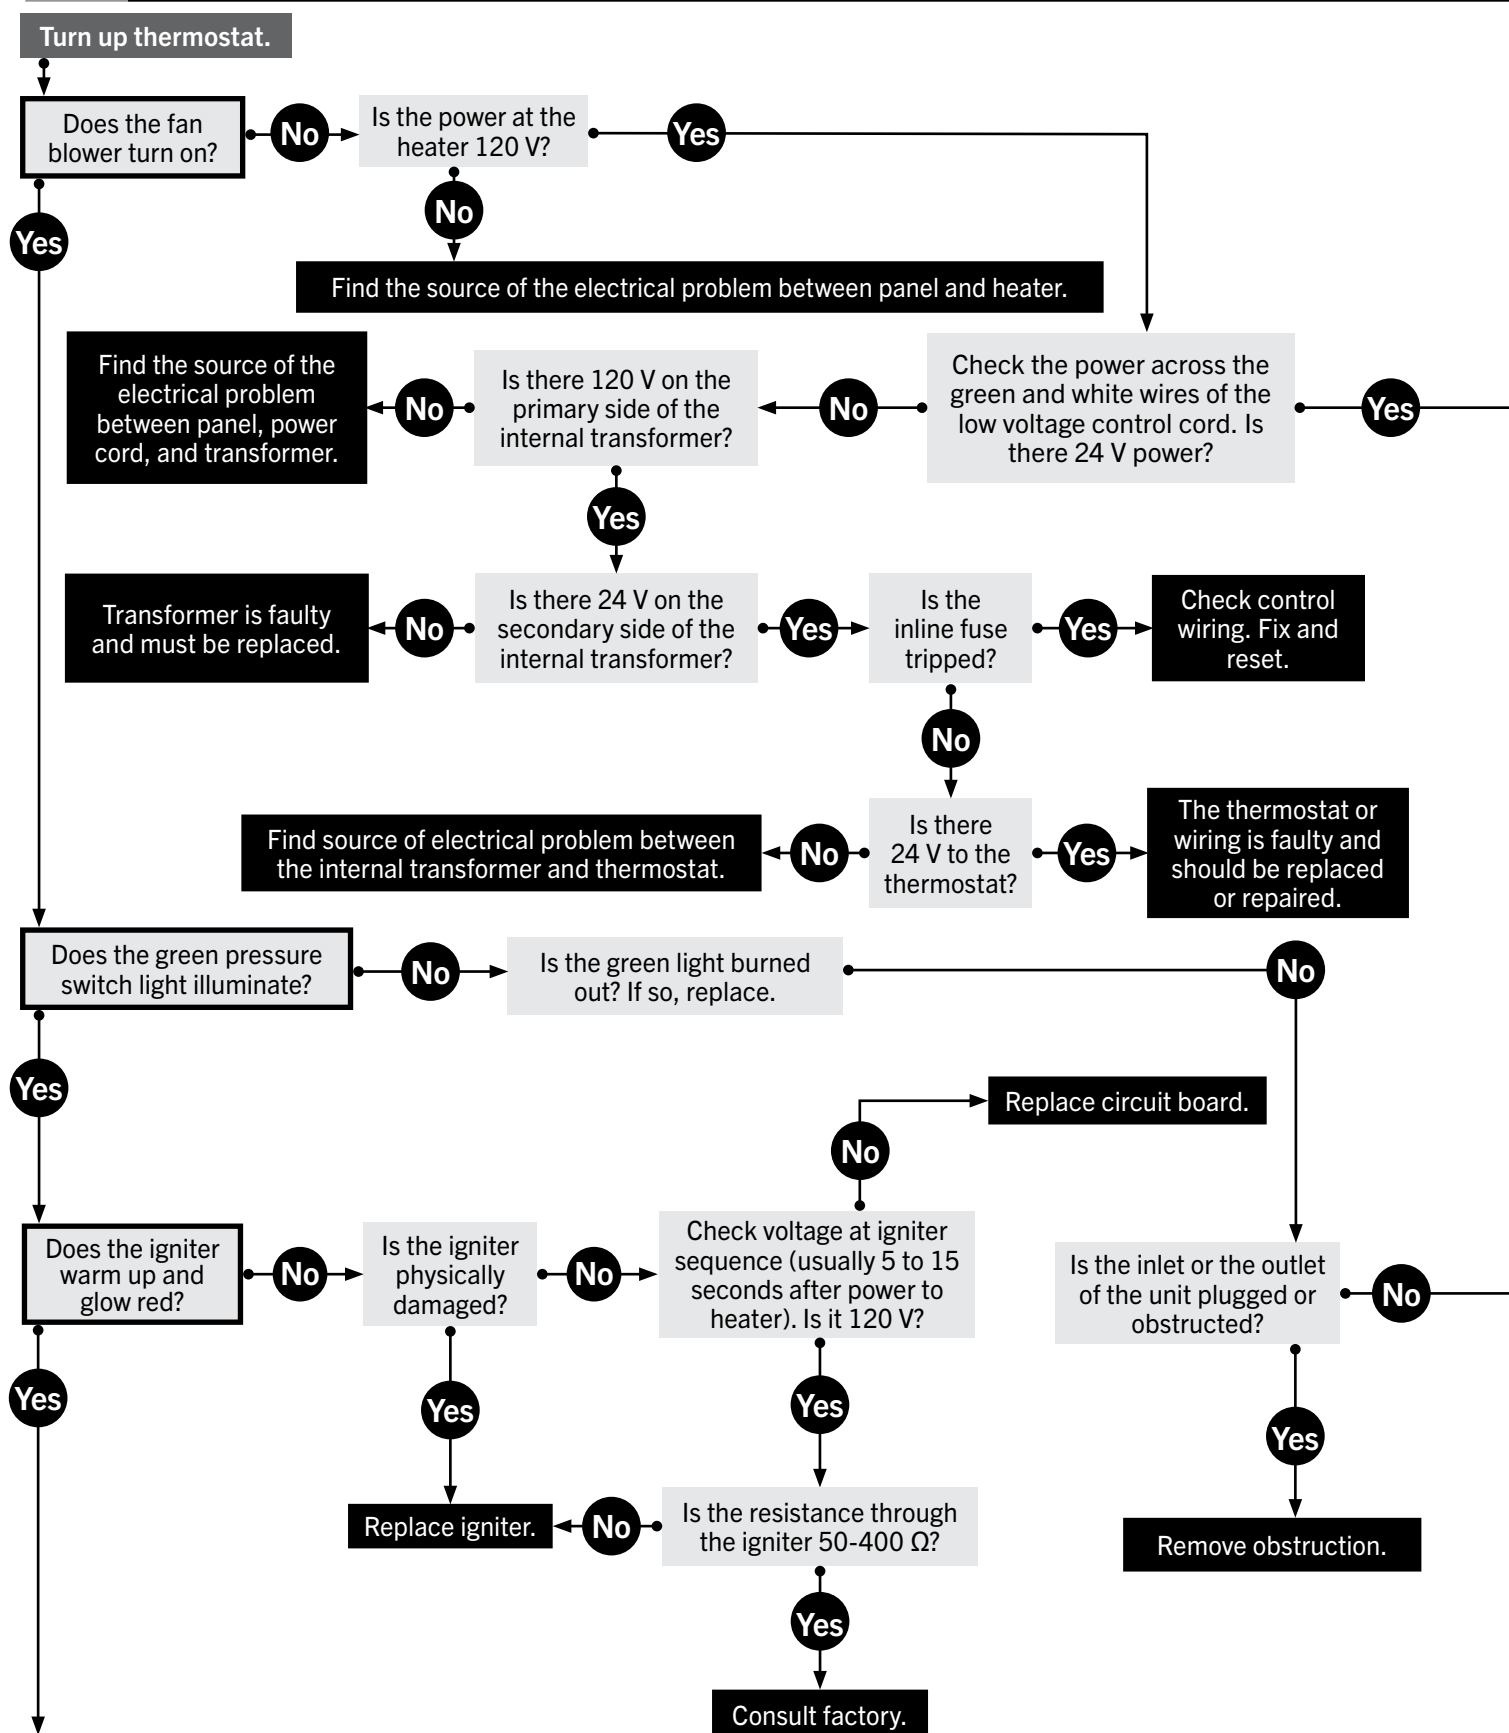 Turn up thermostat.
Does the fan
blower turn on?
No
Is the power at the
heater 120 V?
Yes
No
Yes
Find the source of the electrical problem between panel and heater.
Find the source of the
electrical problem
between panel, power
cord, and transformer.
No
Is there 120 V on the
primary side of the
internal transformer?
No
Check the power across the
green and white wires of the
low voltage control cord. Is
there 24 V power?
Yes
Yes
Transformer is faulty
and must be replaced.
No
Is there 24 V on the
secondary side of the
internal transformer?
Yes
Is the
inline fuse
tripped?
Yes
Check control
wiring. Fix and
reset.
No
Find source of electrical problem between
the internal transformer and thermostat.
No
Is there
24 V to the
thermostat?
Yes
The thermostat or
wiring is faulty and
should be replaced
or repaired.
Does the green pressure
switch light illuminate?
No
Is the green light burned
out? If so, replace.
No
Yes
Replace circuit board.
No
Does the igniter
warm up and
glow red?
No
Is the igniter
physically
damaged?
No
Check voltage at igniter
sequence (usually 5 to 15
seconds after power to
heater). Is it 120 V?
Is the inlet or the outlet
of the unit plugged or
obstructed?
No
Yes
Yes
Yes
Yes
Replace igniter.
No
Is the resistance through
the igniter 50-400 Ω?
Remove obstruction.
Yes
Consult factory.